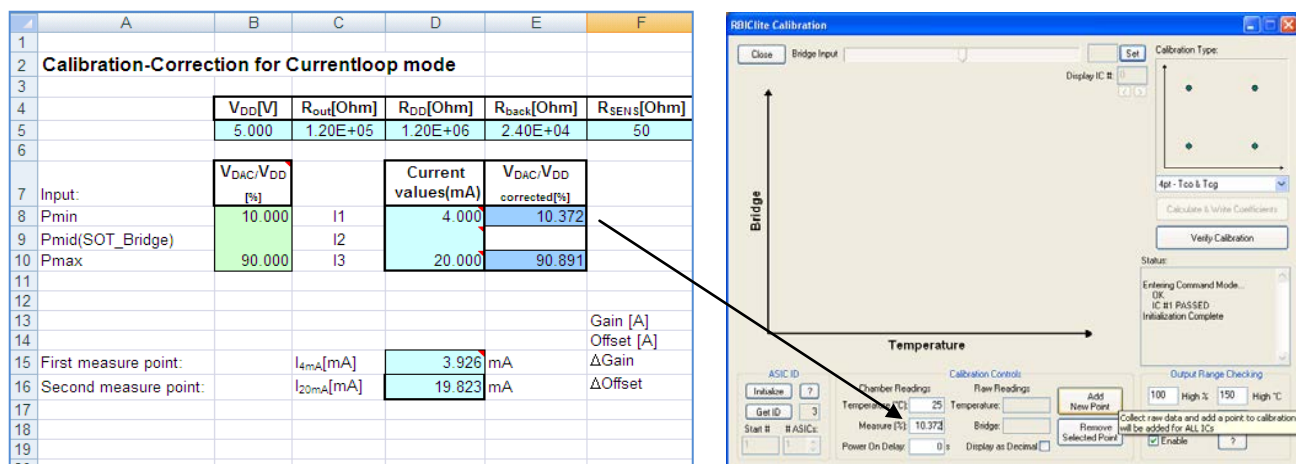 A B C D E F
1
2 Calibration-Correction for Currentloop mode
3
4 VDD[V] Rout[Ohm] RDD[Ohm] Rback[Ohm] RSENS[Ohm]
5 5.000 1.20E+05 1.20E+06 2.40E+04 50
6
7 Input: VDAC/VDD [%] Current values(mA) VDAC/VDD corrected[%]
8 Pmin 10.000 I1 4.000 10.372
9 Pmid(SOT_Bridge) I2
10 Pmax 90.000 I3 20.000 90.891
11
12
13 Gain [A]
14 Offset [A]
15 First measure point: I4mA[mA] 3.926 mA ΔGain
16 Second measure point: I20mA[mA] 19.823 mA ΔOffset
17
18
19
RBIClite Calibration
Close Bridge Input Set
Display IC #: 0
< >
Calibration Type:
4pt - Tco & Tcg
Calculate & Write Coefficients
Verify Calibration
Status:
Entering Command Mode...
OK
IC #1 PASSED
Initialization Complete
Bridge
Temperature
ASIC ID
Initialize ?
Get ID 3
Start # # ASICs:
1 1
Calibration Controls
Chamber Readings Raw Readings
Temperature (°C): 25 Temperature:
Measure (%): 10.372 Bridge:
Power On Delay: 0 s Display as Decimal
Add New Point
Remove Selected Point
Output Range Checking
100 High % 150 High °C
Collect raw data and add a point to calibration
will be added for ALL ICs
Enable ?